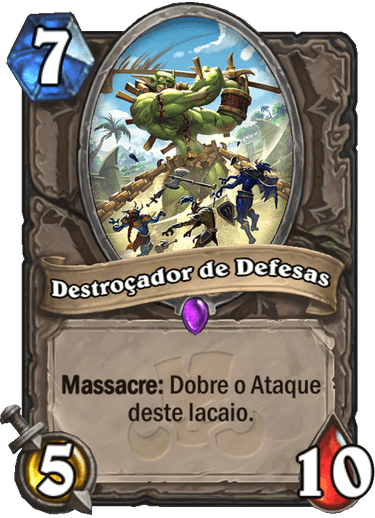 7
Destroçador de Defesas
Massacre: Dobre o Ataque
deste lacaio.
5 10